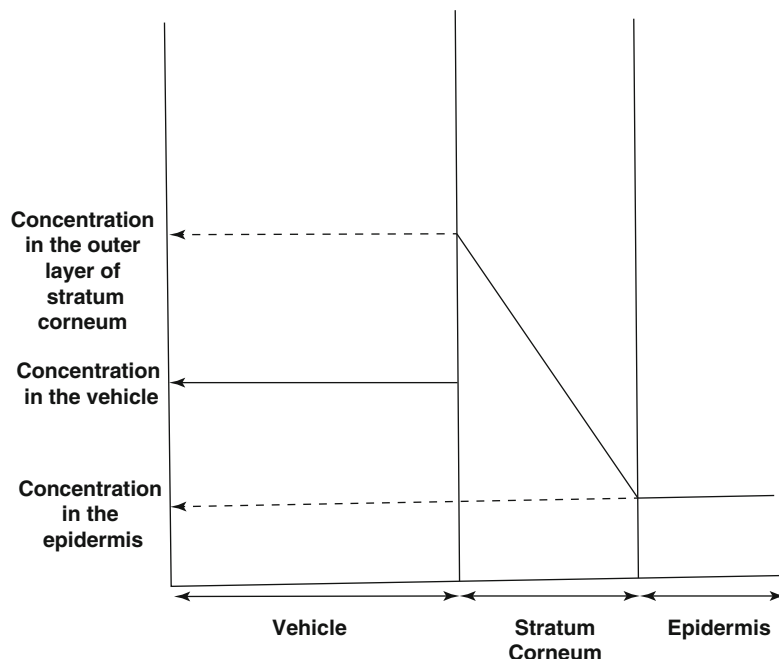 Concentration
in the outer
layer of
stratum
corneum
Concentration
in the vehicle
Concentration
in the
epidermis
Vehicle
Stratum
Corneum
Epidermis